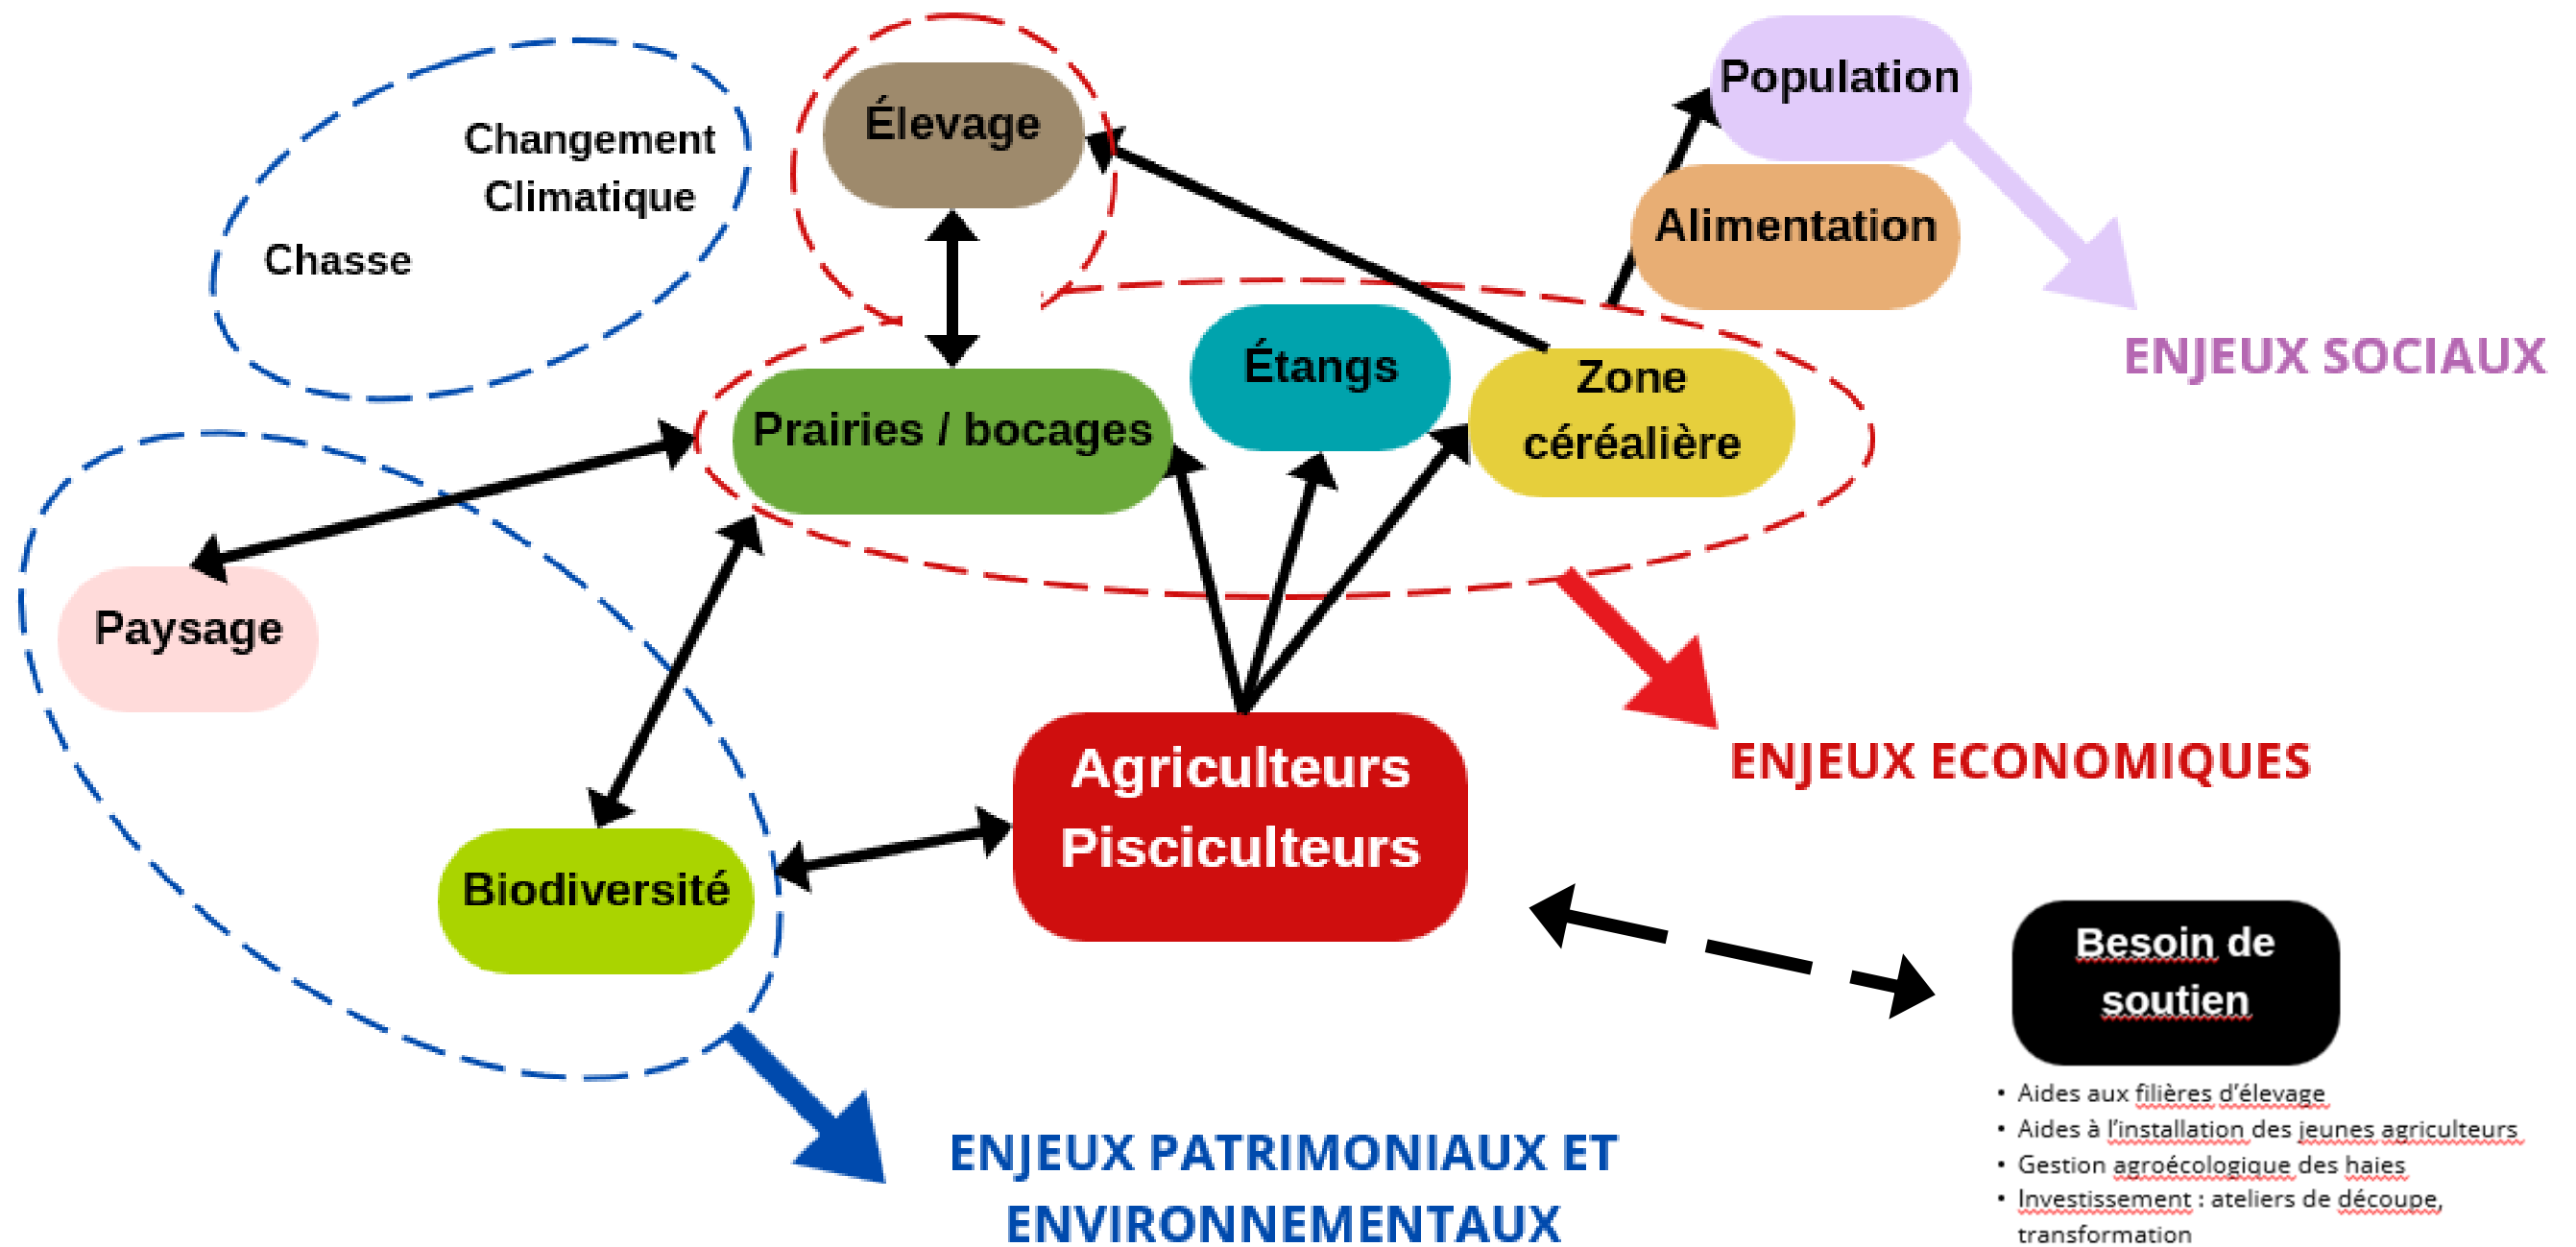 Population
Élevage
Changement
Climatique
Alimentation
Chasse
ENJEUX SOCIAUX
Étangs
Zone
céréalière
Prairies / bocages
Paysage
Agriculteurs
Pisciculteurs
ENJEUX ECONOMIQUES
Biodiversité
Besoin de
soutien
• Aides aux filières d'élevage
• Aides à l'installation des jeunes agriculteurs
• Gestion agroécologique des haies
• Investissement : ateliers de découpe,
transformation
ENJEUX PATRIMONIAUX ET
ENVIRONNEMENTAUX